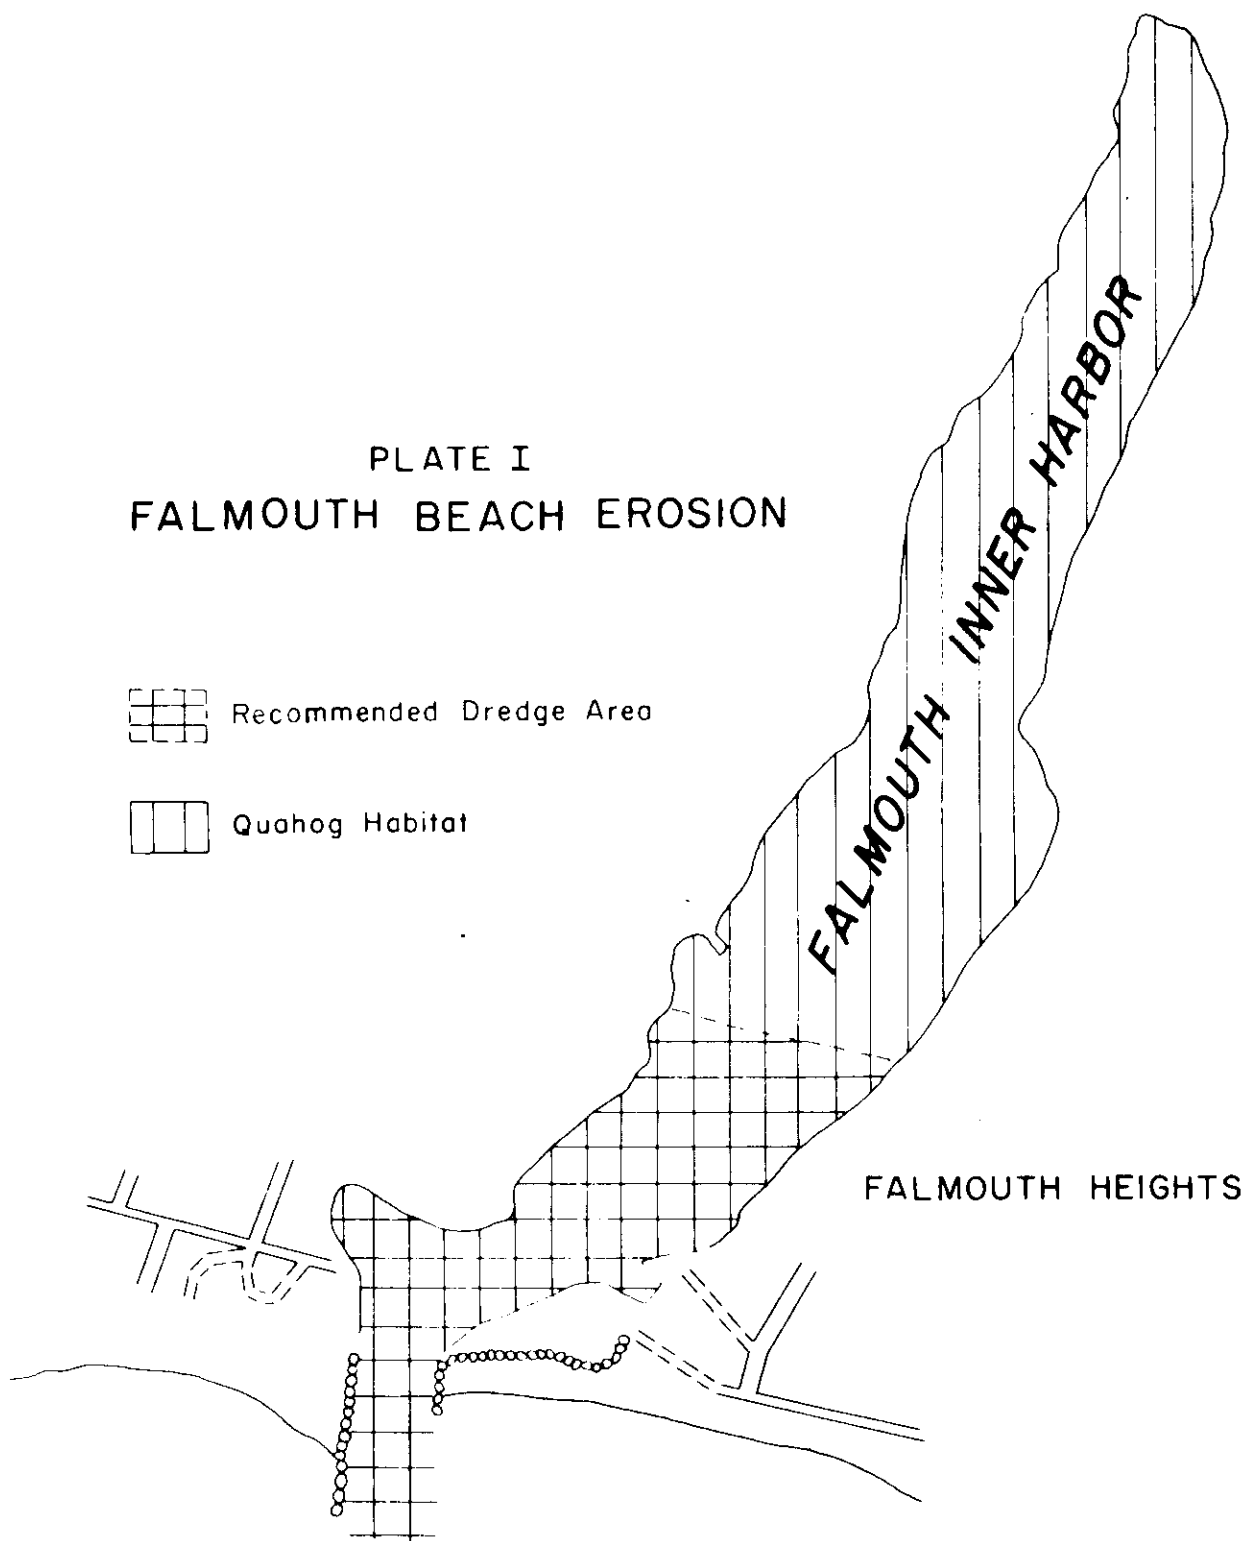 PLATE I
FALMOUTH BEACH EROSION
Recommended Dredge Area
Quahog Habitat
FALMOUTH INNER HARBOR
FALMOUTH HEIGHTS